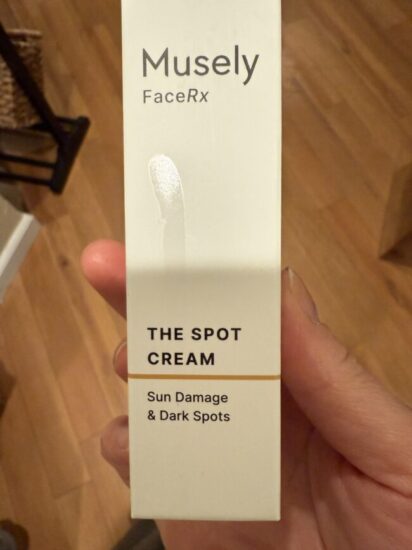 Musely
FaceRx
THE SPOT
CREAM
Sun Damage
& Dark Spots